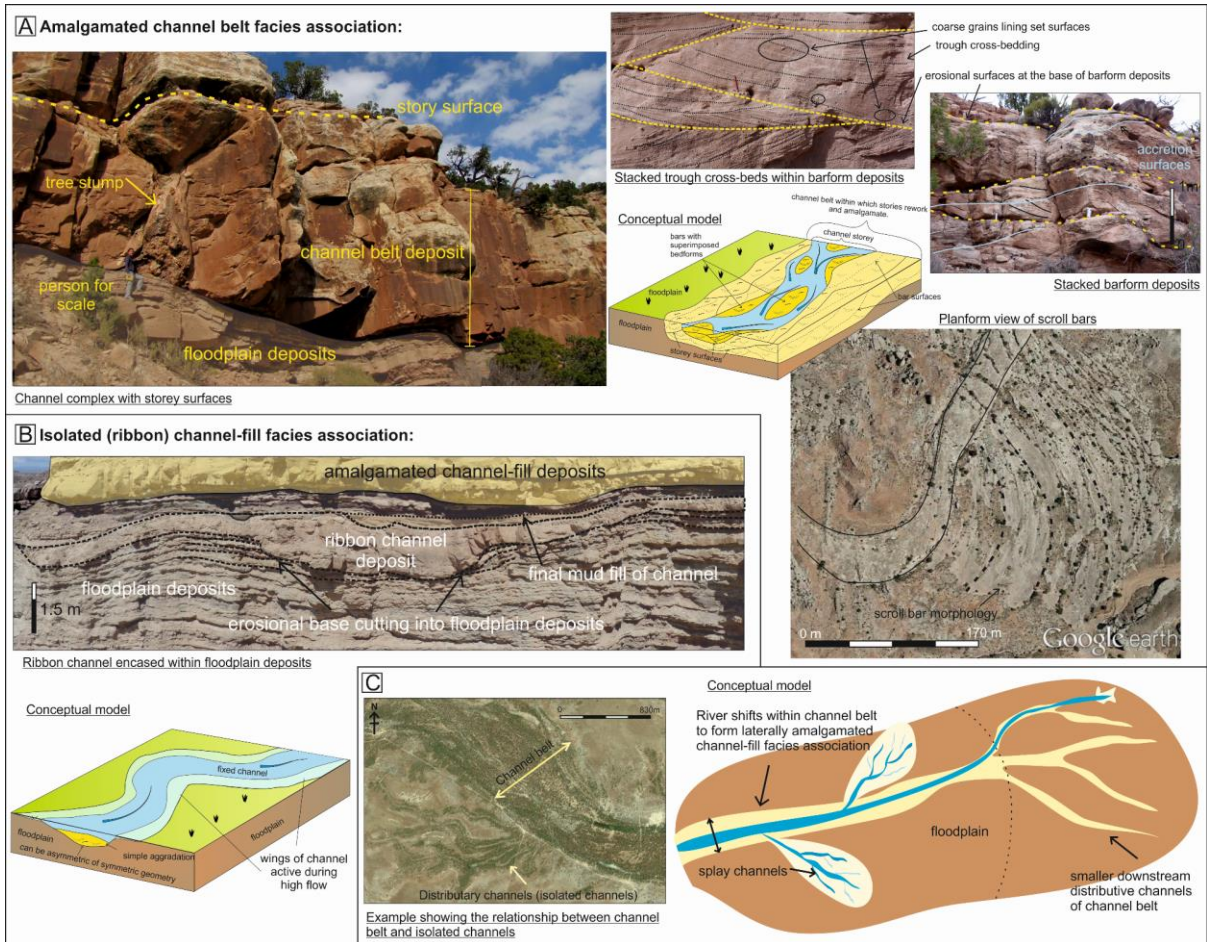 A Amalgamated channel belt facies association:
story surface
tree stump
channel belt deposit
person for
scale
floodplain deposits
Channel complex with storey surfaces
coarse grains lining set surfaces
trough cross-bedding
erosional surfaces at the base of barform deposits
Stacked trough cross-beds within barform deposits
accretion
surfaces
1 m
Stacked barform deposits
Conceptual model
channel belt within which stories rework
and amalgamate.
channel storey
bars with
superimposed
bedforms
floodplain
bar surfaces
floodplain
storey surfaces
Planform view of scroll bars
scroll bar morphology
0 m
170 m
Google earth
B Isolated (ribbon) channel-fill facies association:
amalgamated channel-fill deposits
ribbon channel
deposit
final mud fill of channel
floodplain deposits
1.5 m
erosional base cutting into floodplain deposits
Ribbon channel encased within floodplain deposits
Conceptual model
fixed channel
floodplain
floodplain
simple aggradation
can be asymmetric of symmetric geometry
wings of channel
active during
high flow
C
N
0
830m
Channel belt
Distributary channels (isolated channels)
Example showing the relationship between channel
belt and isolated channels
Conceptual model
River shifts within channel belt
to form laterally amalgamated
channel-fill facies association
floodplain
splay channels
smaller downstream
distributive channels
of channel belt